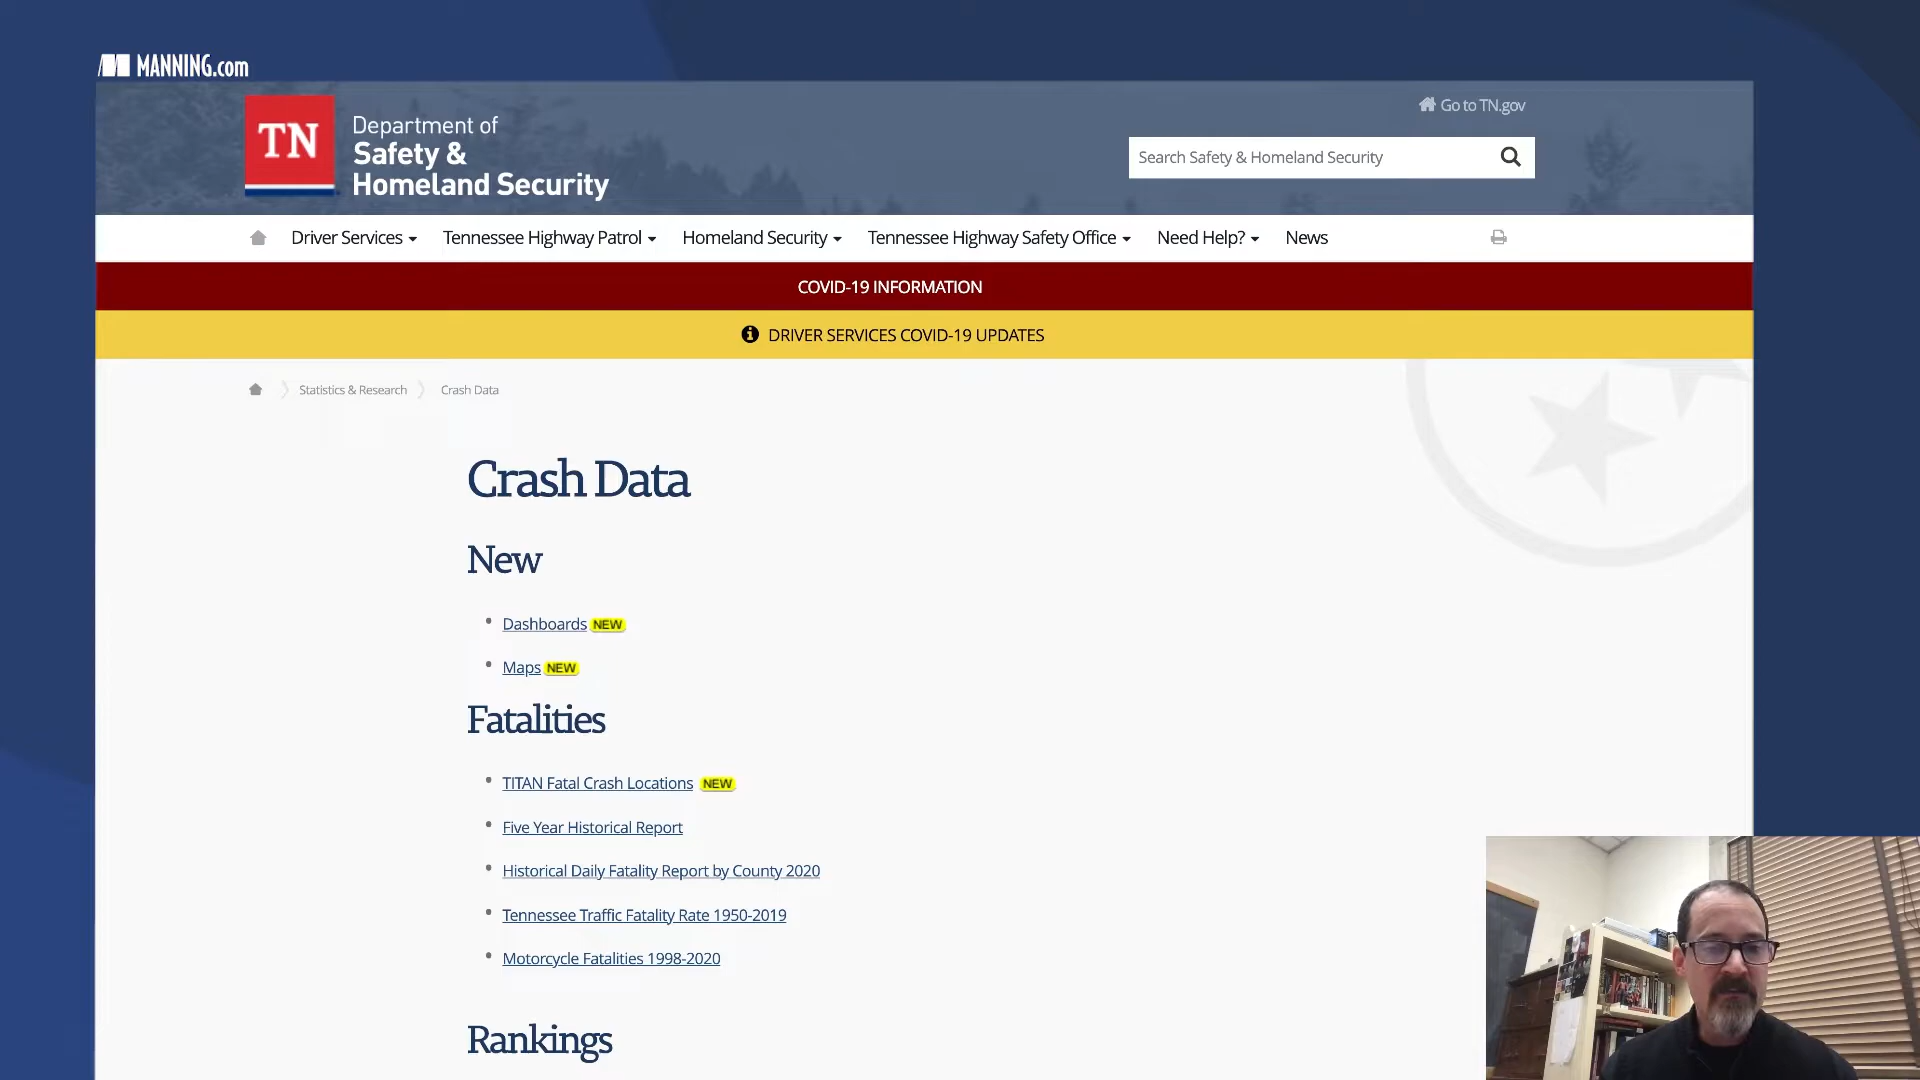 MANNING.com
Go to TN.gov
TN
Department of
Safety &
Homeland Security
Search Safety & Homeland Security
Driver Services Tennessee Highway Patrol Homeland Security Tennessee Highway Safety Office Need Help? News
COVID-19 INFORMATION
DRIVER SERVICES COVID-19 UPDATES
Statistics & Research Crash Data
Crash Data
New
Dashboards NEW
Maps NEW
Fatalities
TITAN Fatal Crash Locations NEW
Five Year Historical Report
Historical Daily Fatality Report by County 2020
Tennessee Traffic Fatality Rate 1950-2019
Motorcycle Fatalities 1998-2020
Rankings